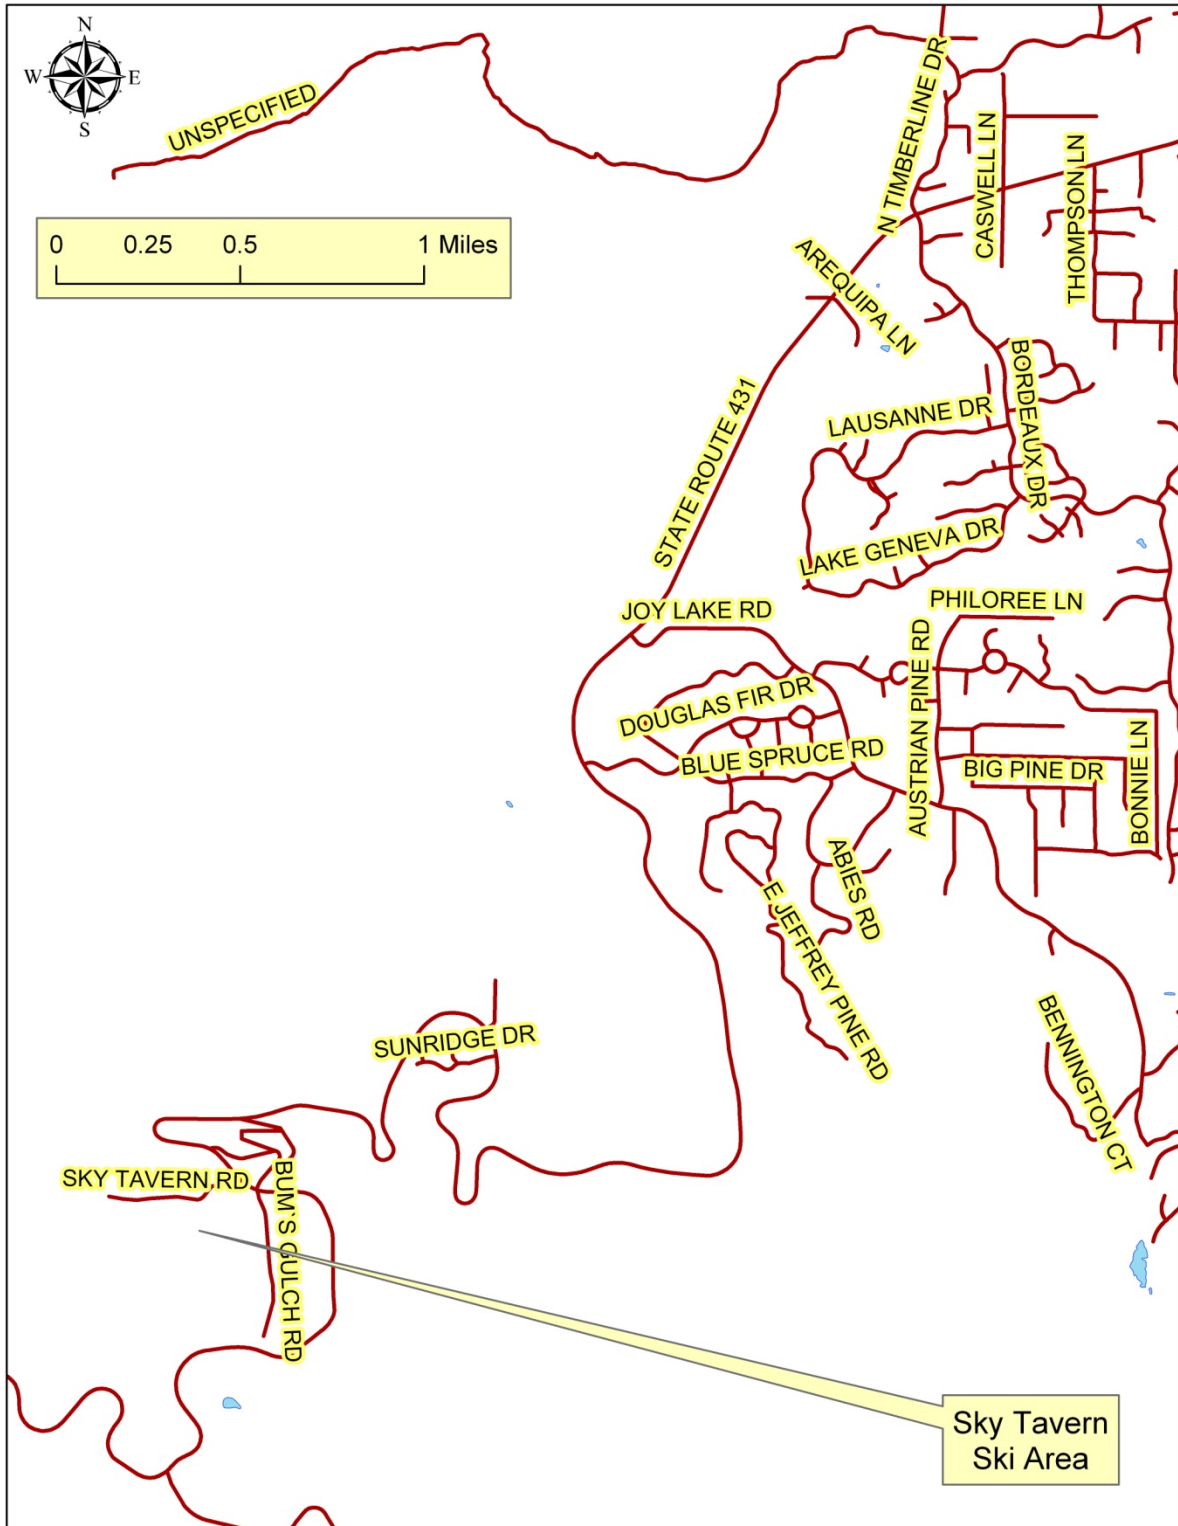 N
W E
S
UNSPECIFIED
N TIMBERLINE DR
CASWELL LN
THOMPSON LN
0 0.25 0.5 1 Miles
AREQUIPA LN
BORDEAUX DR
STATE ROUTE 431
LAUSANNE DR
LAKE GENEVA DR
JOY LAKE RD
PHILOREE LN
AUSTRIAN PINE RD
DOUGLAS FIR DR
BLUE SPRUCE RD
BIG PINE DR
BONNIE LN
ABIES RD
E JEFFREY PINE RD
SUNRIDGE DR
BENNINGTON CT
SKY TAVERN RD
BUM'S GULCH RD
Sky Tavern
Ski Area